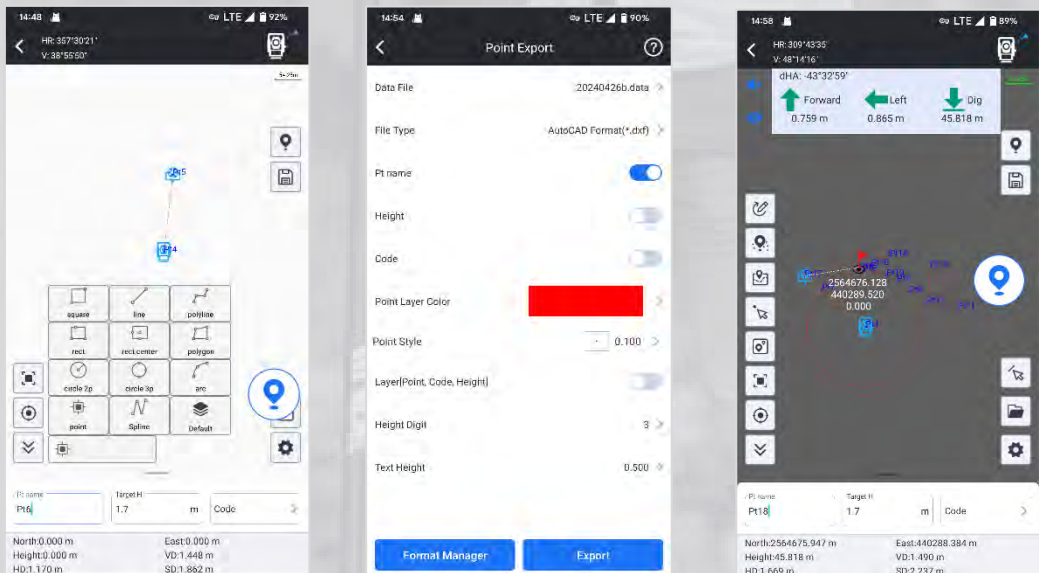 14:48
LTE 92%
HR: 357°30'21"
V: 38°55'50"
Pt5
Pt4
square
line
polyline
rect
rect center
polygon
circle 2p
circle 3p
arc
point
Spline
Default
Pt name
Pt6
Target H
1.7 m
Code
North:0.000 m
East:0.000 m
Height:0.000 m
VD:1.448 m
HD:1.170 m
SD:1.862 m
14:54
LTE 90%
Point Export
Data File
20240426b.data
File Type
AutoCAD Format(*.dxf)
Pt name
Height
Code
Point Layer Color
Point Style
0.100
Layer[Point, Code, Height]
Height Digit
3
Text Height
0.500
Format Manager
Export
14:58
LTE 89%
HR: 309°43'35"
V: 48°14'16"
dHA: -43°32'59"
Forward
0.759 m
Left
0.865 m
Dig
45.818 m
2564676.128
440289.520
0.000
Pt name
Pt18
Target H
1.7 m
Code
North:2564675.947 m
East:440288.384 m
Height:45.818 m
VD:1.490 m
HD:1.669 m
SD:2.237 m